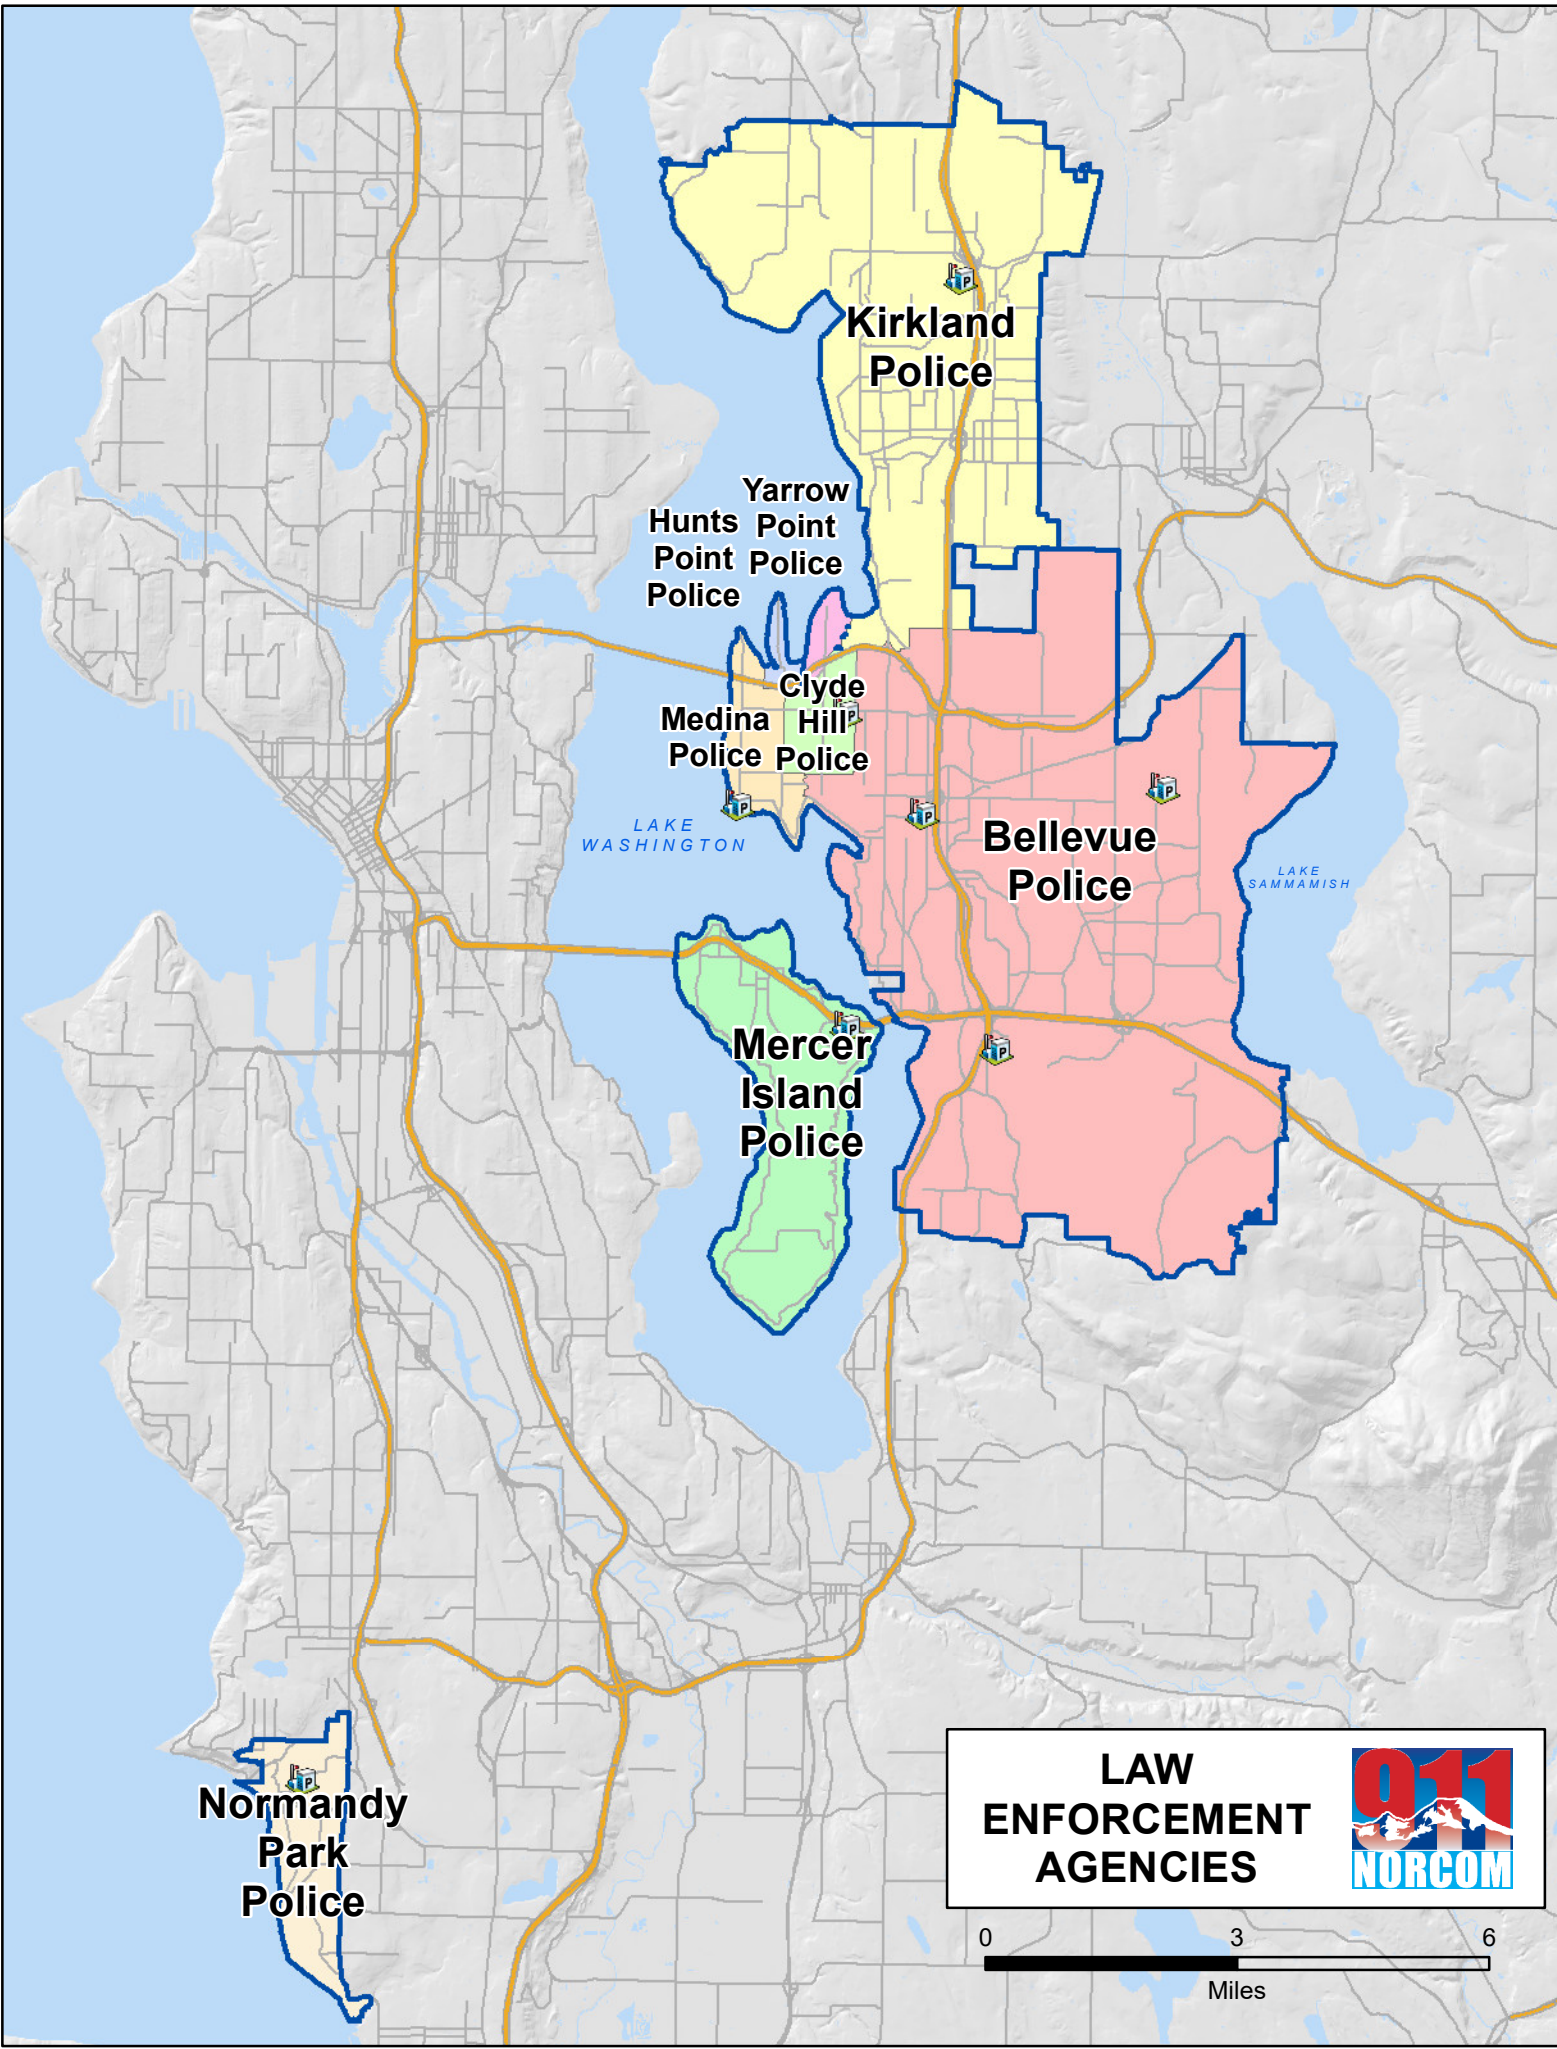 Kirkland
Police
Yarrow
Point
Police
Hunts
Point
Police
Clyde
Hill
Police
Medina
Police
LAKE
WASHINGTON
Bellevue
Police
LAKE
SAMMAMISH
Mercer
Island
Police
Normandy
Park
Police
LAW
ENFORCEMENT
AGENCIES
911
NORCOM
0 3 6
Miles
P
P
P
P
P
P
P
P